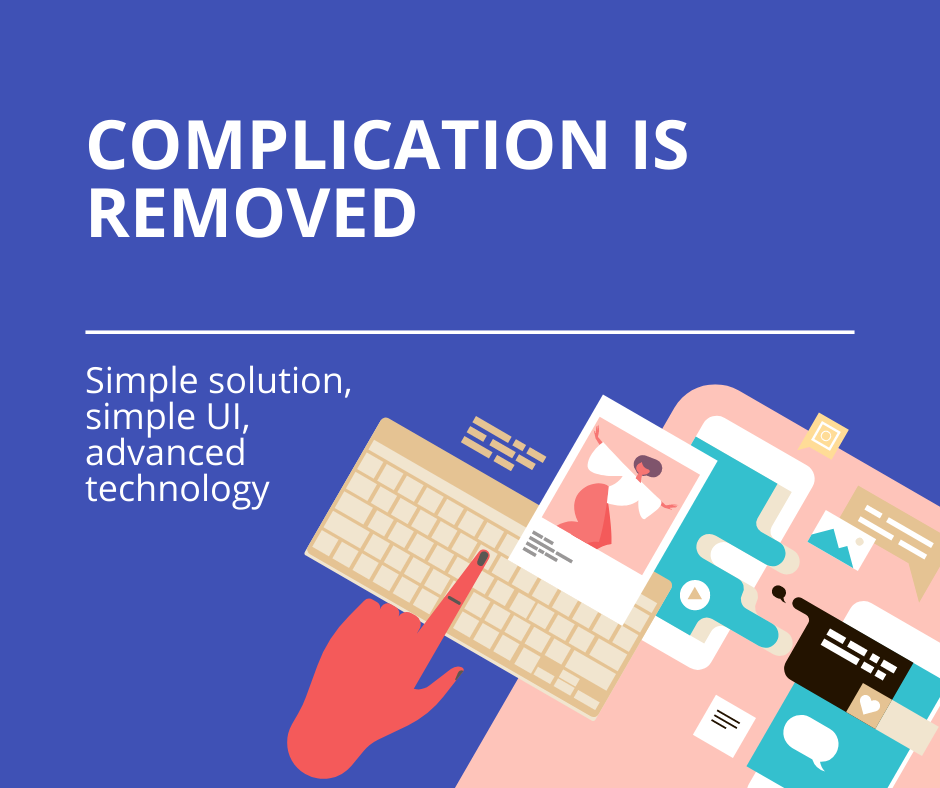 COMPLICATION IS
REMOVED
Simple solution,
simple UI,
advanced
technology